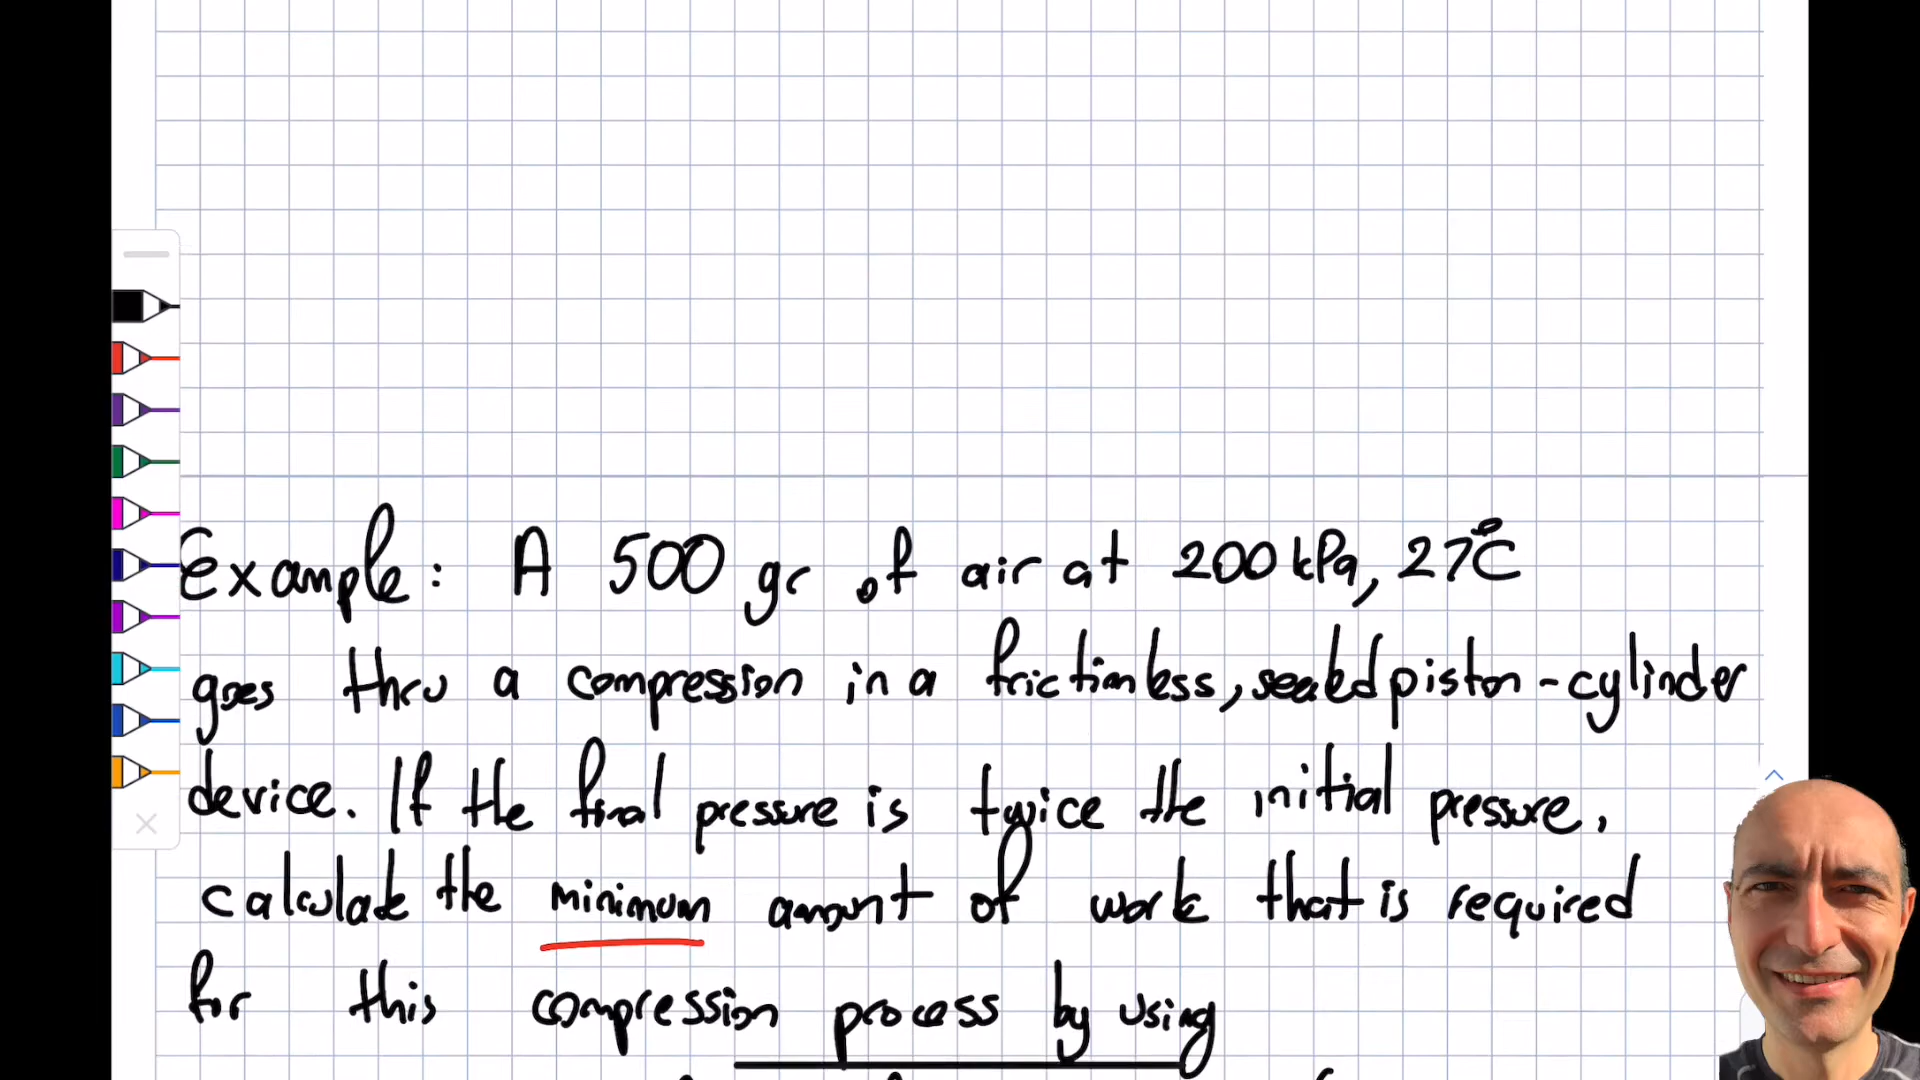 Example: A 500 gr of air at 200 kPa, 27°C
goes thru a compression in a frictionless, sealed piston-cylinder
device. If the final pressure is twice the initial pressure,
calculate the minimum amount of work that is required
for this compression process by using